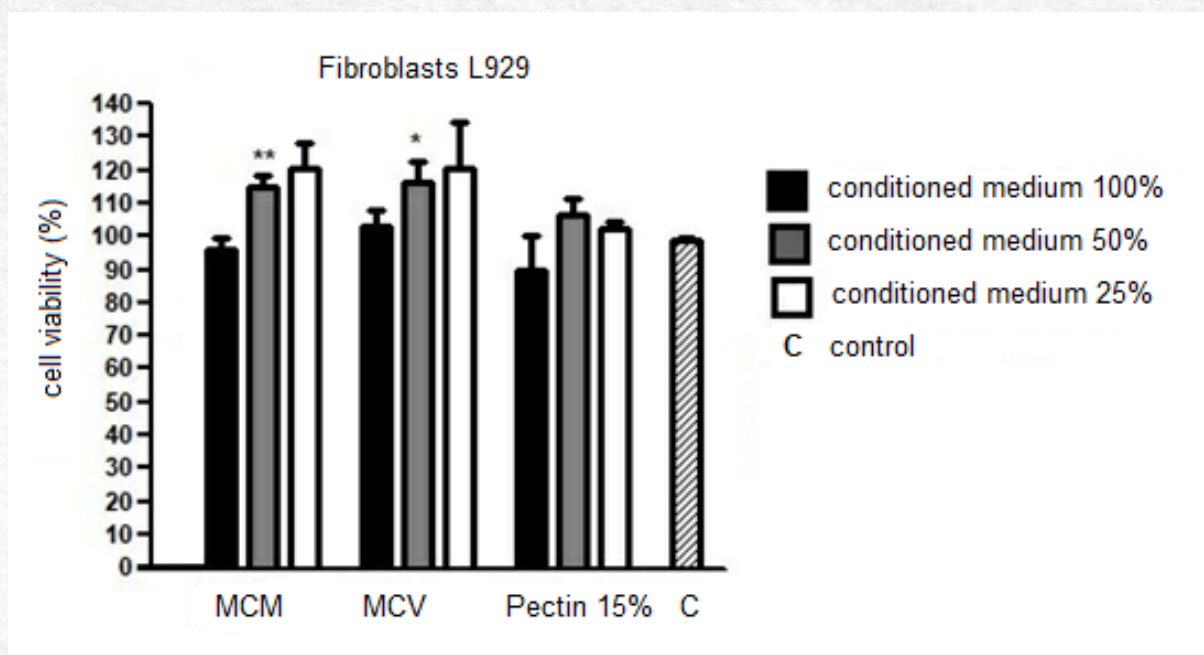 Fibroblasts L929
cell viability (%)
140
130
120
110
100
90
80
70
60
50
40
30
20
10
0
** *
MCM MCV Pectin 15% C
conditioned medium 100%
conditioned medium 50%
conditioned medium 25%
C control